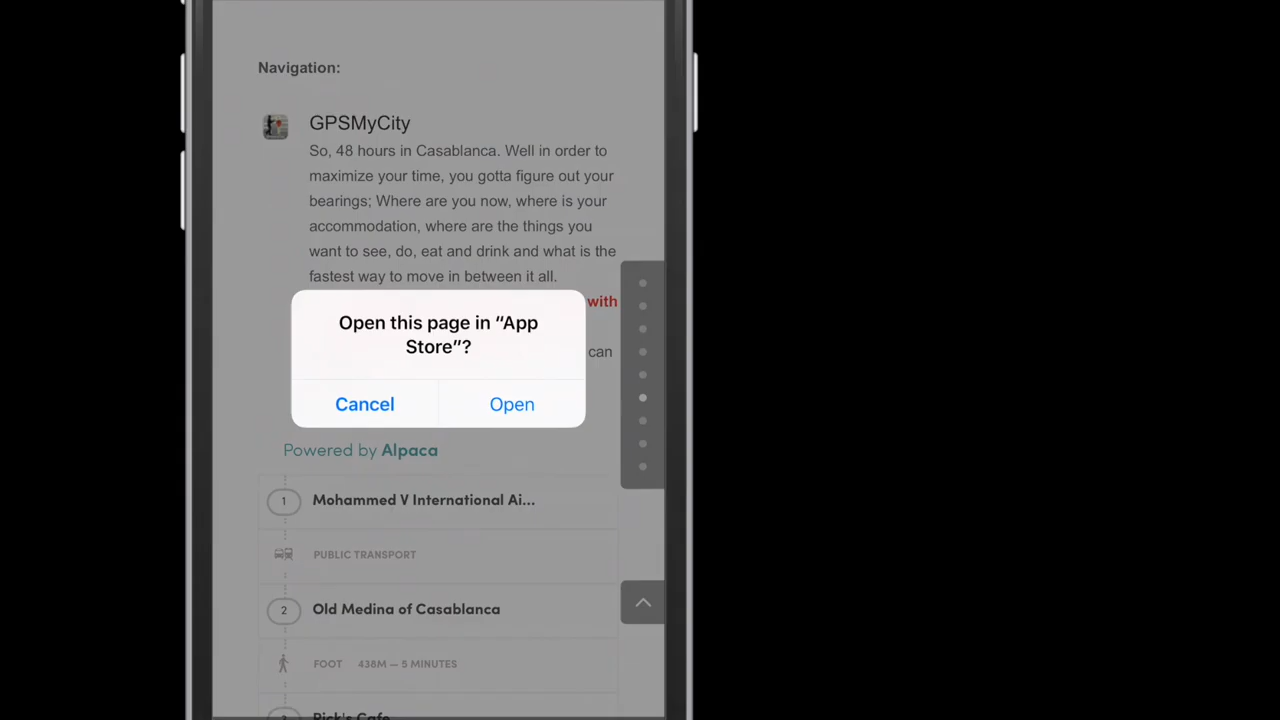 Navigation:
GPSMyCity
So, 48 hours in Casablanca. Well in order to
maximize your time, you gotta figure out your
bearings; Where are you now, where is your
accommodation, where are the things you
want to see, do, eat and drink and what is the
fastest way to move in between it all.
with
can
Open this page in “App
Store”?
Cancel
Open
Powered by Alpaca
1
Mohammed V International Ai...
PUBLIC TRANSPORT
2
Old Medina of Casablanca
FOOT 438M — 5 MINUTES
3
Rick's Cafe